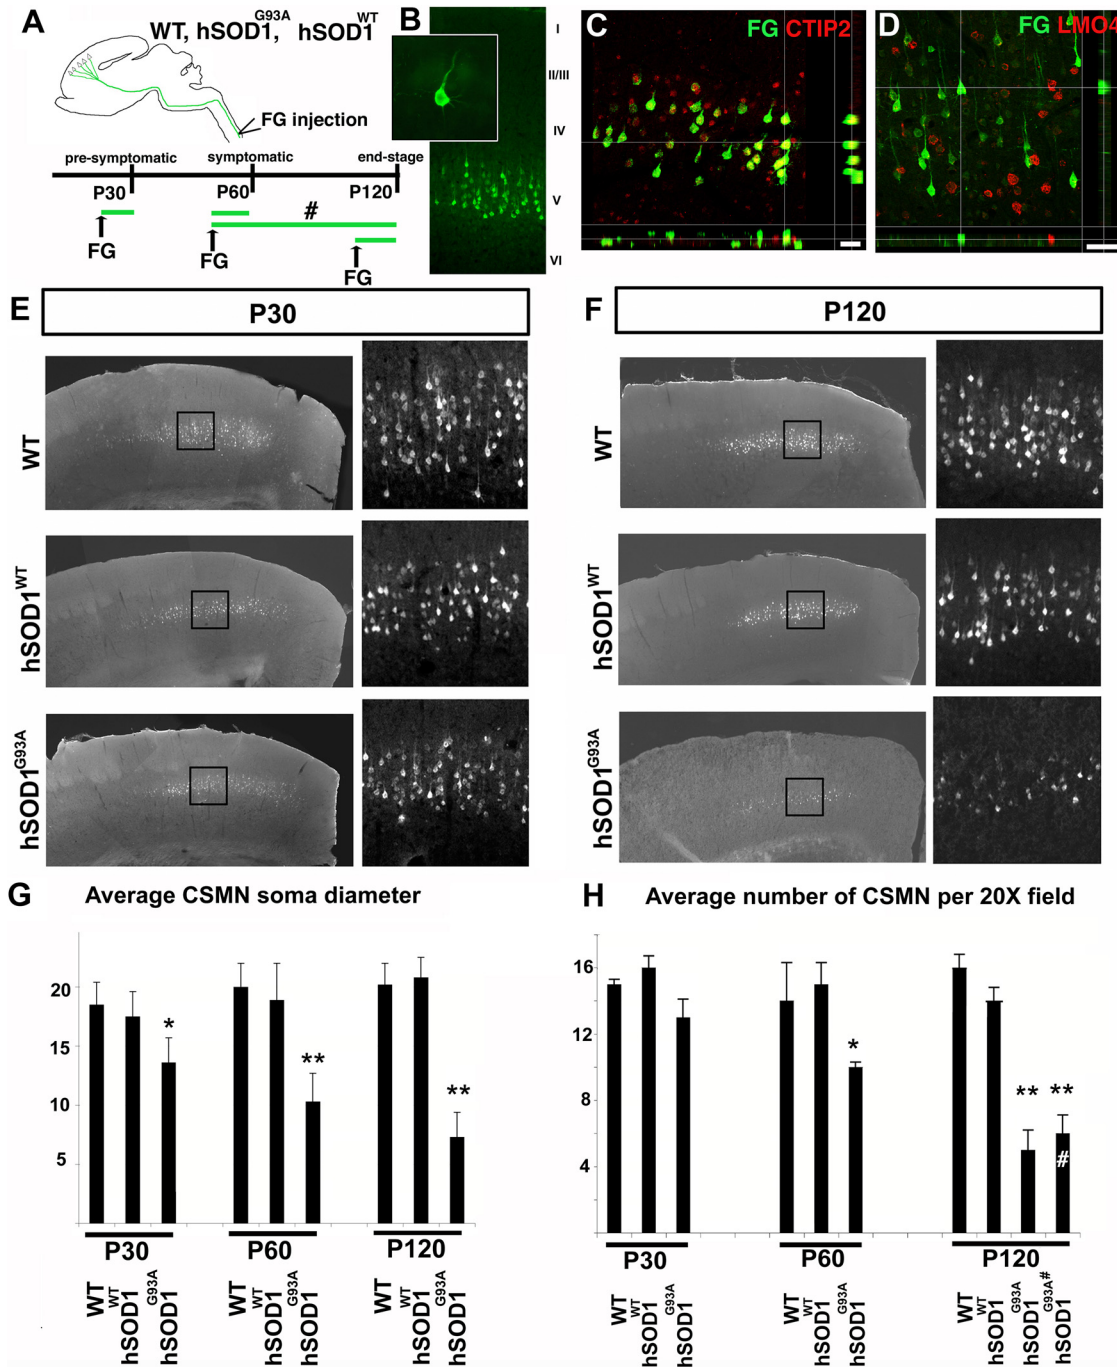 A
WT, hSOD1G93A, hSOD1WT
FG injection
pre-symptomatic symptomatic end-stage
P30 P60 P120
#
FG FG FG
B
I
II/III
IV
V
VI
C
FG CTIP2
D
FG LMO4
E
P30
WT
hSOD1WT
hSOD1G93A
F
P120
WT
hSOD1WT
hSOD1G93A
G Average CSMN soma diameter
20
15
10
5
* ** **
P30 P60 P120
WT
hSOD1WT
hSOD1G93A
WT
hSOD1WT
hSOD1G93A
WT
hSOD1WT
hSOD1G93A
H Average number of CSMN per 20X field
16
12
8
4
* ** **
#
P30 P60 P120
WT
hSOD1WT
hSOD1G93A
WT
hSOD1WT
hSOD1G93A
WT
hSOD1WT
hSOD1G93A
hSOD1G93A#